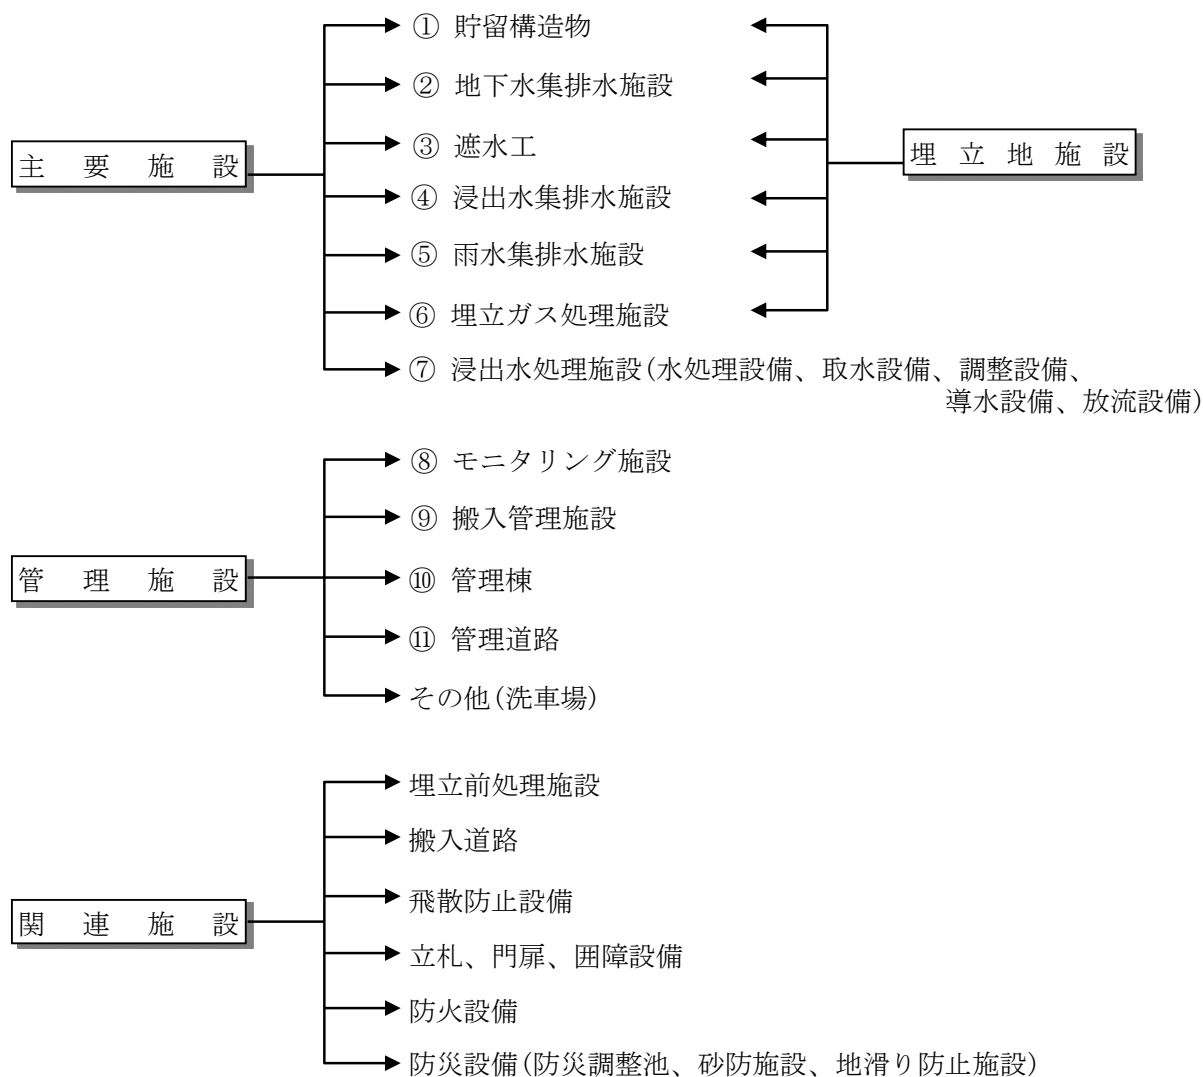 ① 貯留構造物
② 地下水集排水施設
③ 遮水工
主要施設
埋立地施設
④ 浸出水集排水施設
⑤ 雨水集排水施設
⑥ 埋立ガス処理施設
⑦ 浸出水処理施設(水処理設備、取水設備、調整設備、
導水設備、放流設備)
⑧ モニタリング施設
⑨ 搬入管理施設
管理施設
⑩ 管理棟
⑪ 管理道路
その他(洗車場)
埋立前処理施設
搬入道路
飛散防止設備
関連施設
立札、門扉、囲障設備
防火設備
防災設備(防災調整池、砂防施設、地滑り防止施設)